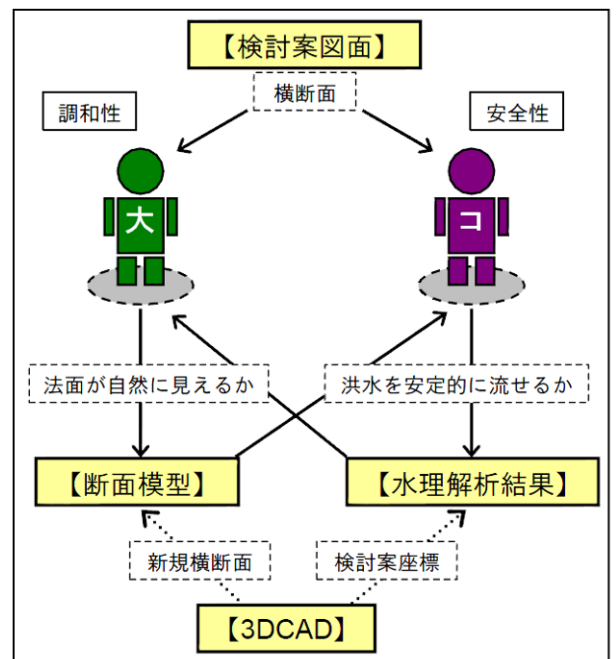 【検討案図面】
横断面
調和性
安全性
大
コ
法面が自然に見えるか
洪水を安定的に流せるか
【断面模型】
【水理解析結果】
新規横断面
検討案座標
【3DCAD】